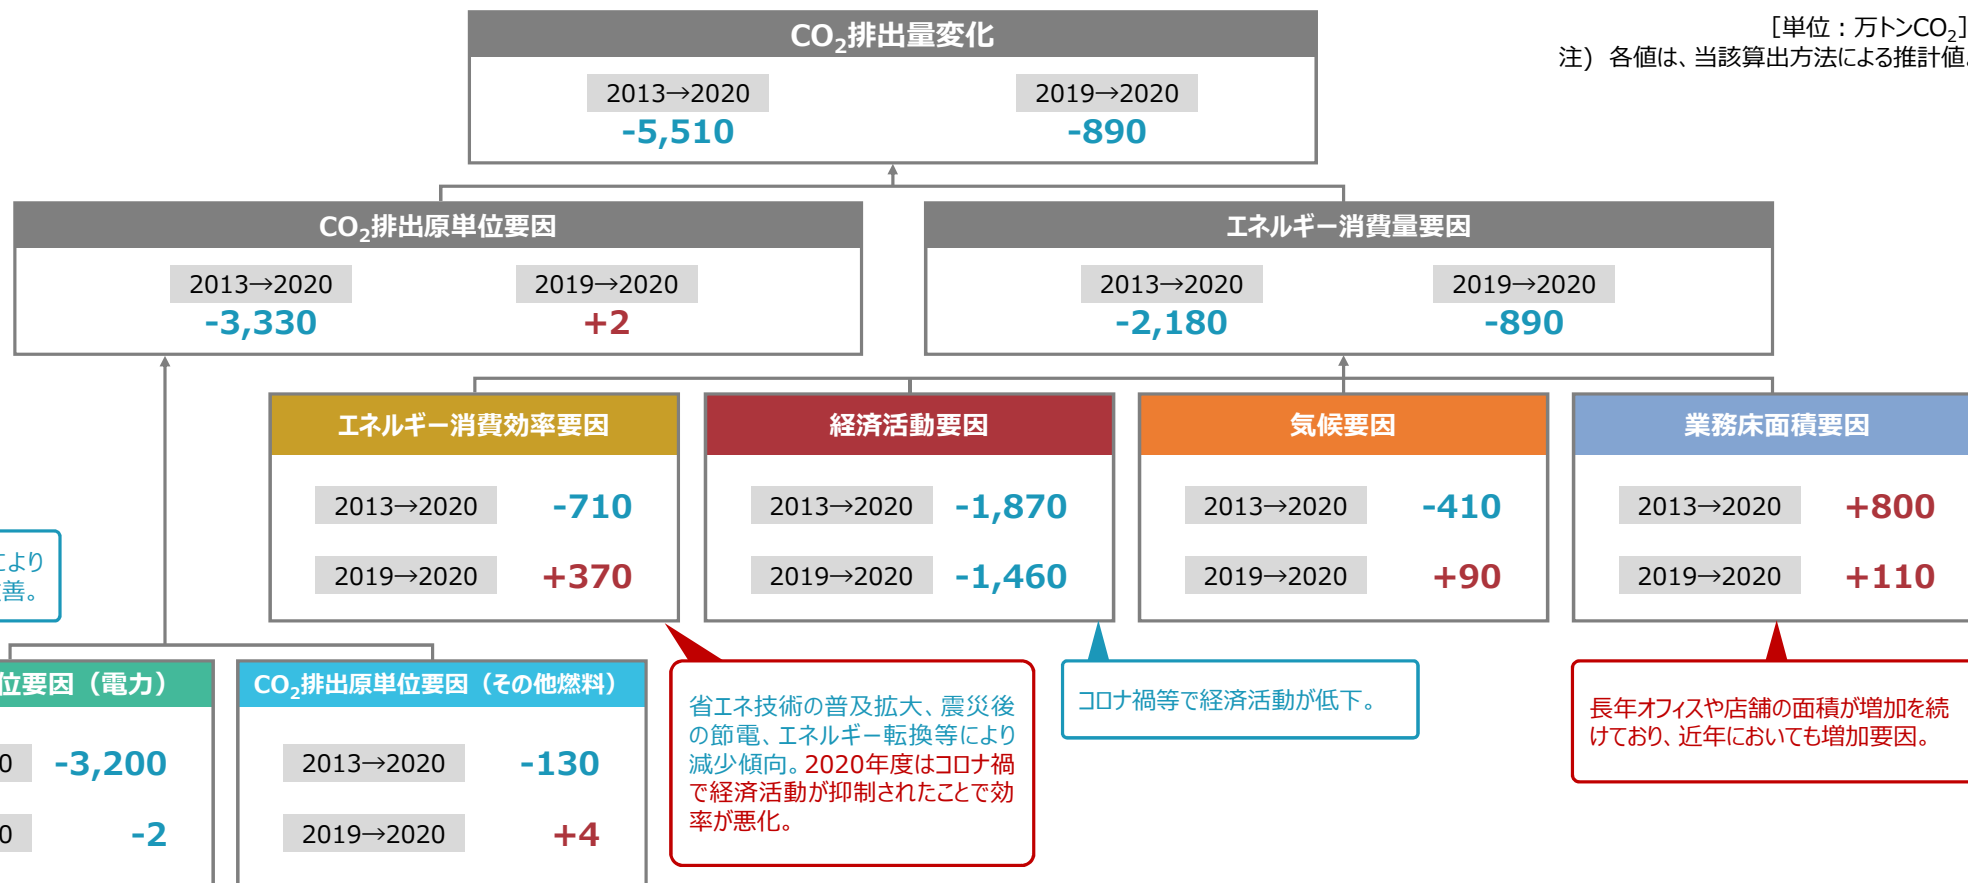 CO₂排出量変化
[単位：万トンCO₂]
注) 各値は、当該算出方法による推計値。
2013→2020
2019→2020
-5,510
-890
CO₂排出原単位要因
エネルギー消費量要因
2013→2020
2019→2020
-3,330
+2
2013→2020
2019→2020
-2,180
-890
エネルギー消費効率要因
2013→2020 -710
2019→2020 +370
経済活動要因
2013→2020 -1,870
2019→2020 -1,460
気候要因
2013→2020 -410
2019→2020 +90
業務床面積要因
2013→2020 +800
2019→2020 +110
により
善。
位要因（電力）
0 -3,200
0 -2
CO₂排出原単位要因（その他燃料）
2013→2020 -130
2019→2020 +4
省エネ技術の普及拡大、震災後
の節電、エネルギー転換等により
減少傾向。2020年度はコロナ禍
で経済活動が抑制されたことで効
率が悪化。
コロナ禍等で経済活動が低下。
長年オフィスや店舗の面積が増加を続
けており、近年においても増加要因。